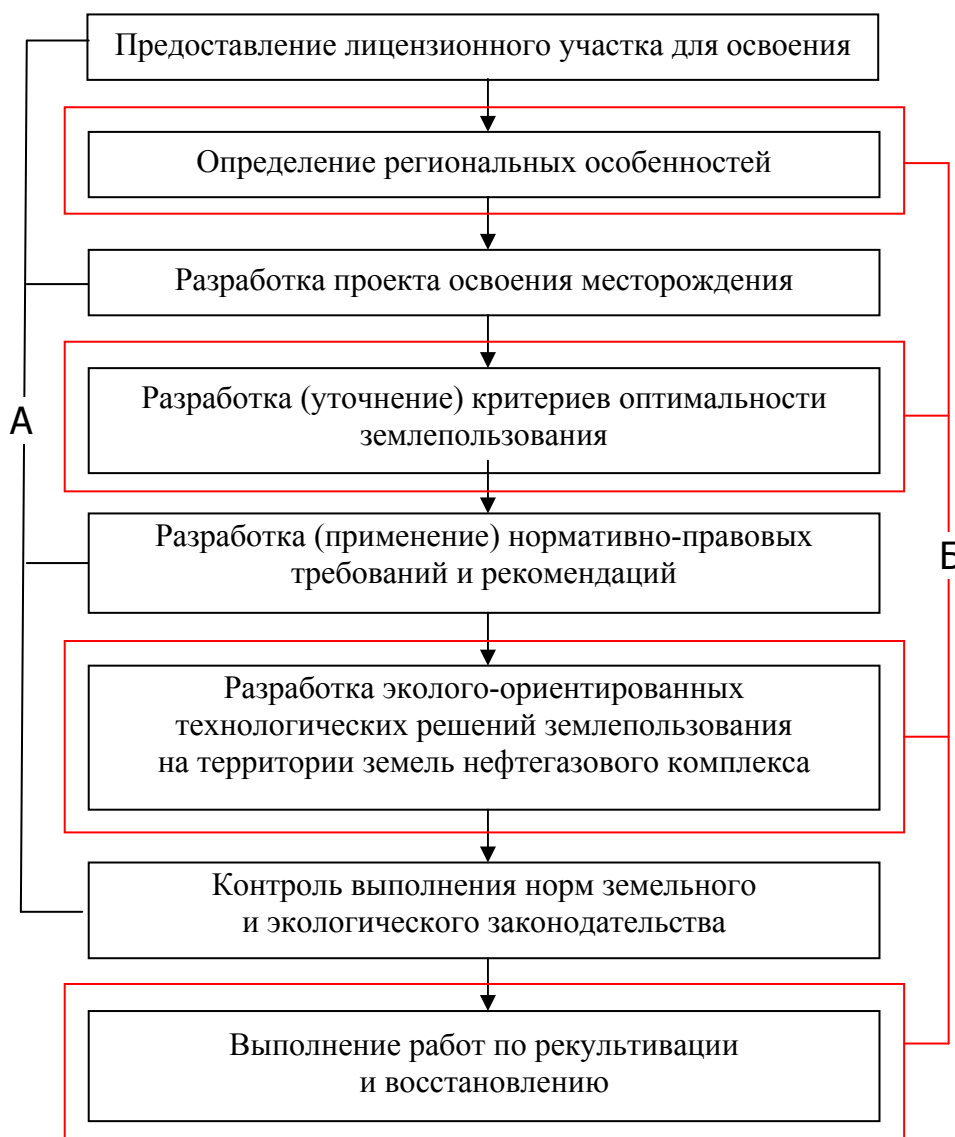 Предоставление лицензионного участка для освоения
Определение региональных особенностей
Разработка проекта освоения месторождения
Разработка (уточнение) критериев оптимальности
землепользования
А
Разработка (применение) нормативно-правовых
требований и рекомендаций
Б
Разработка эколого-ориентированных
технологических решений землепользования
на территории земель нефтегазового комплекса
Контроль выполнения норм земельного
и экологического законодательства
Выполнение работ по рекультивации
и восстановлению